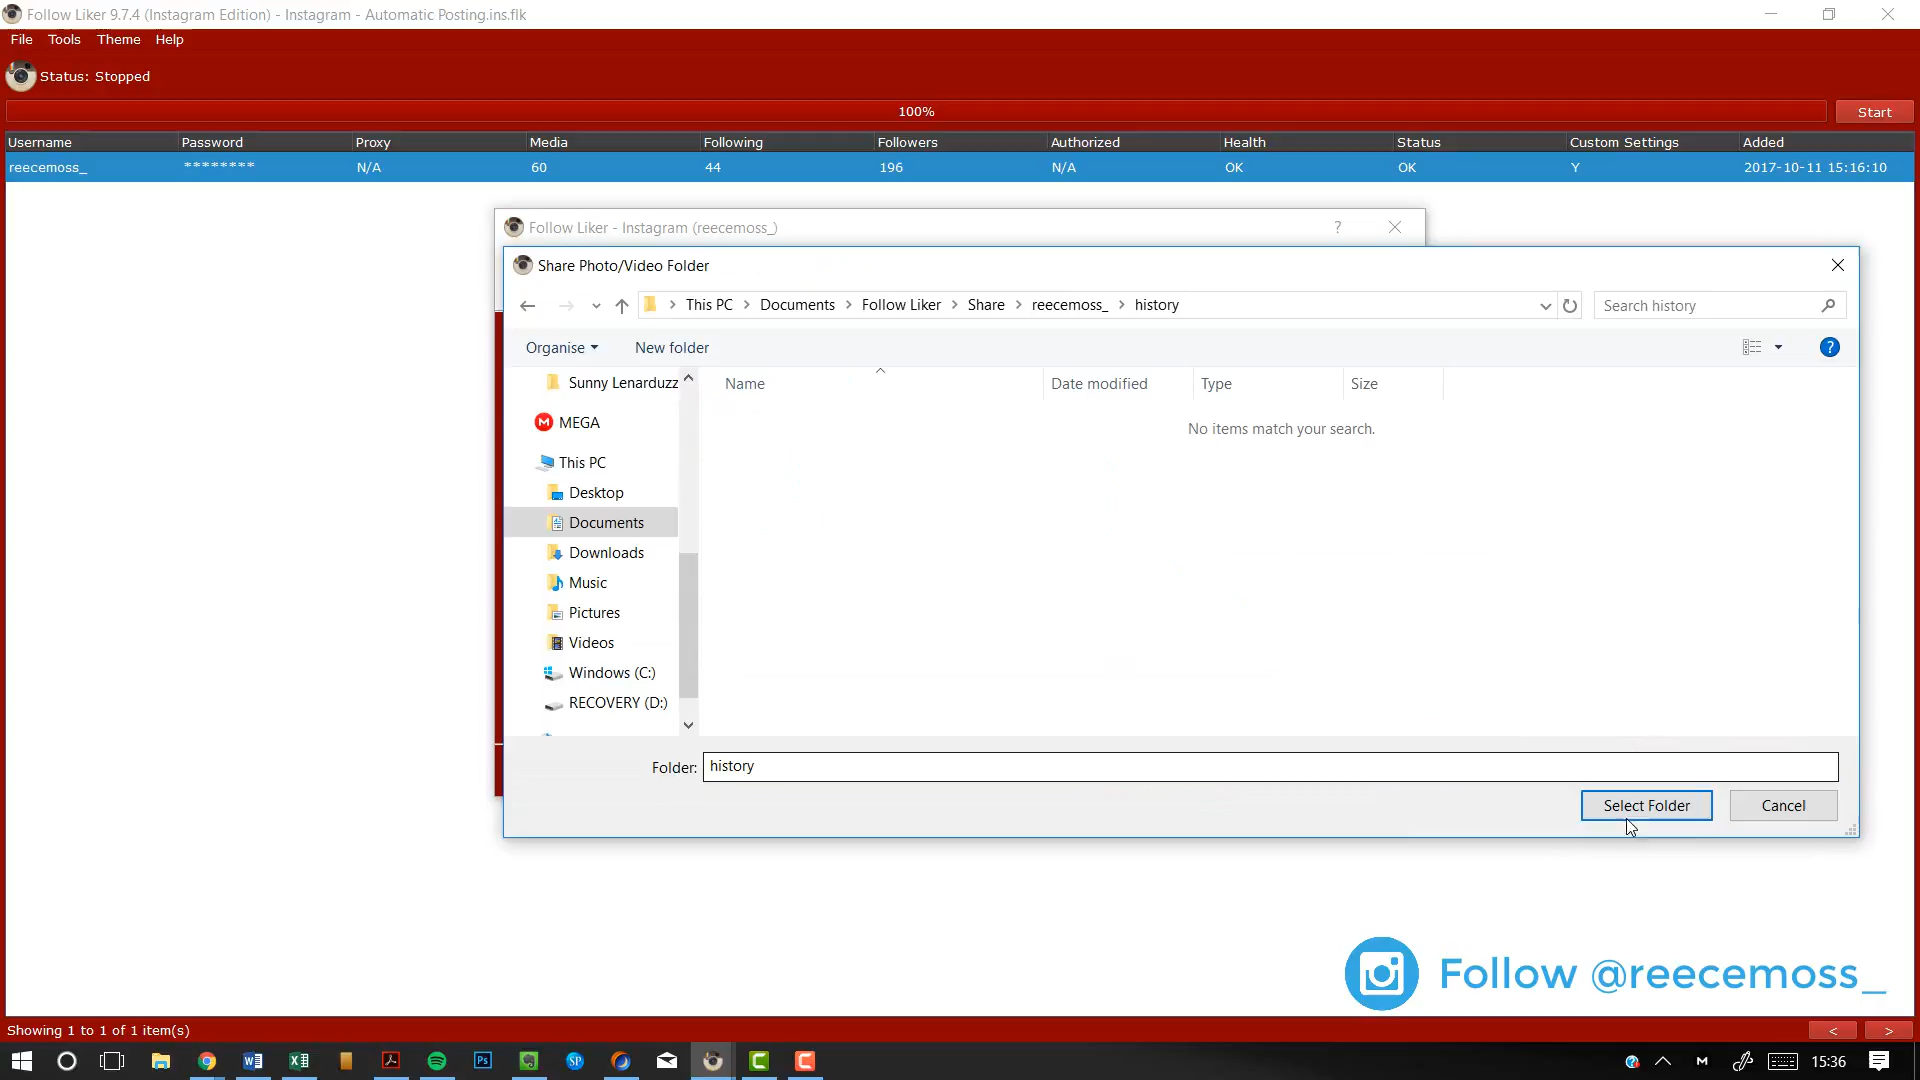 Follow Liker 9.7.4 (Instagram Edition) - Instagram - Automatic Posting.ins.flk
File Tools Theme Help
Status: Stopped
100%
Start
Username Password Proxy Media Following Followers Authorized Health Status Custom Settings Added
reecemoss_ ******** N/A 60 44 196 N/A OK OK Y 2017-10-11 15:16:10
Follow Liker - Instagram (reecemoss_)
?
Share Photo/Video Folder
This PC > Documents > Follow Liker > Share > reecemoss_ > history
Search history
Organise New folder
?
Sunny Lenarduzz
MEGA
This PC
Desktop
Documents
Downloads
Music
Pictures
Videos
Windows (C:)
RECOVERY (D:)
Name Date modified Type Size
No items match your search.
Folder: history
Select Folder Cancel
Follow @reecemoss_
Showing 1 to 1 of 1 item(s)
< >
15:36